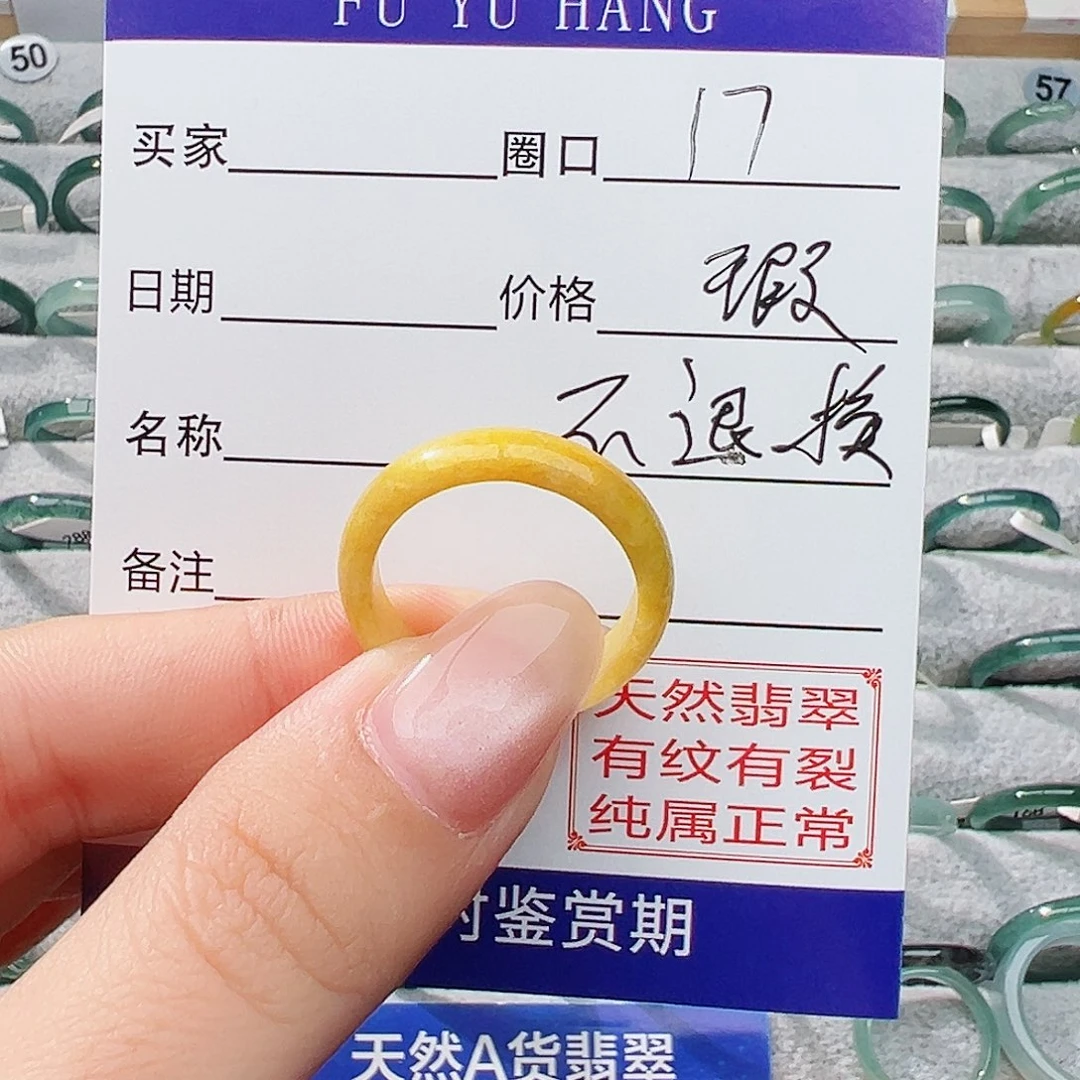 FU YU HANG
50
57
买家 圈口 17
日期 价格 瑕
名称 不退换
备注
天然翡翠
有纹有裂
纯属正常
时鉴赏期
天然A货翡翠